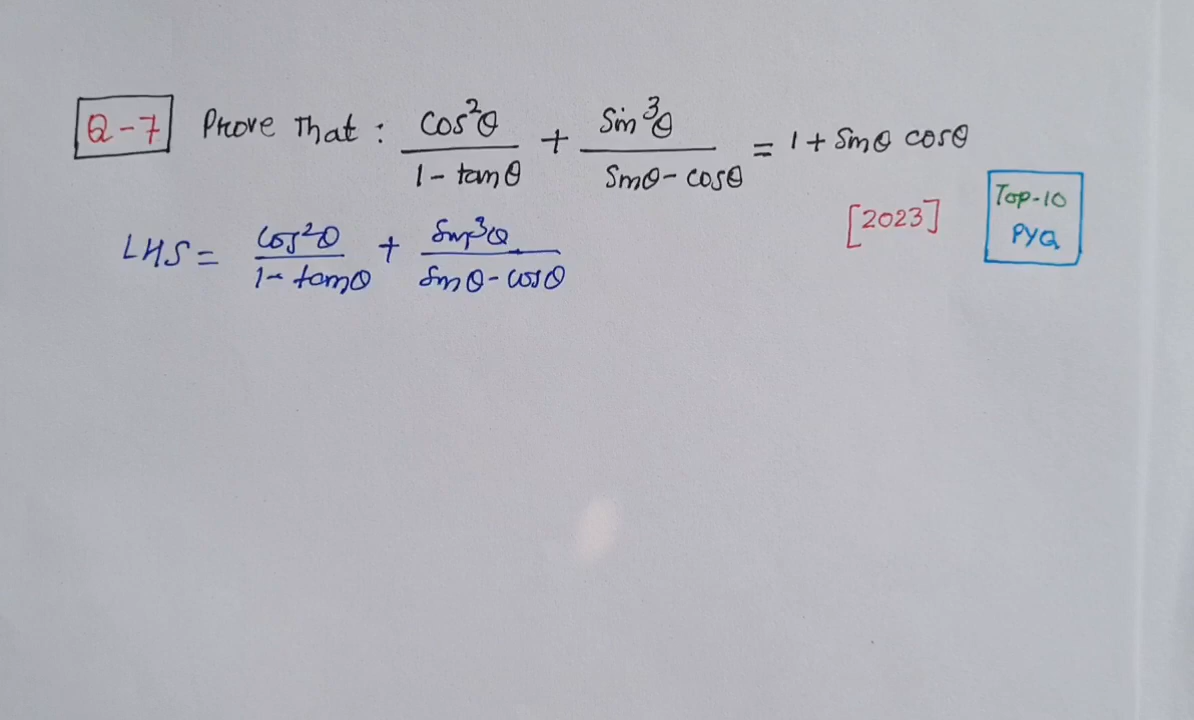 Q-7 Prove That : cos²θ / 1 - tanθ + sin³θ / sinθ - cosθ = 1 + sinθ cosθ
[2023]
Top-10
PYQ
LHS = cos²θ / 1 - tanθ + sin³θ / sinθ - cosθ